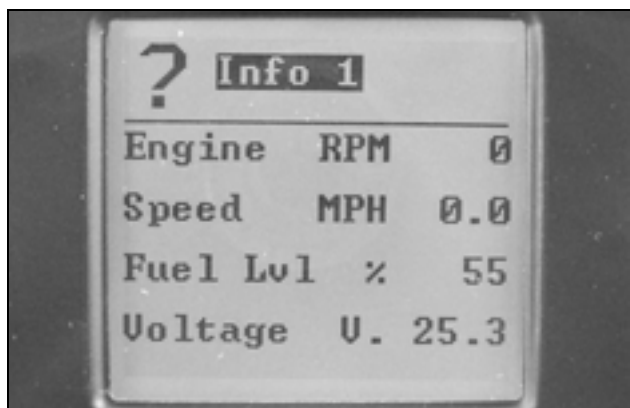 ? Info 1
Engine RPM 0
Speed MPH 0.0
Fuel Lvl % 55
Voltage V. 25.3